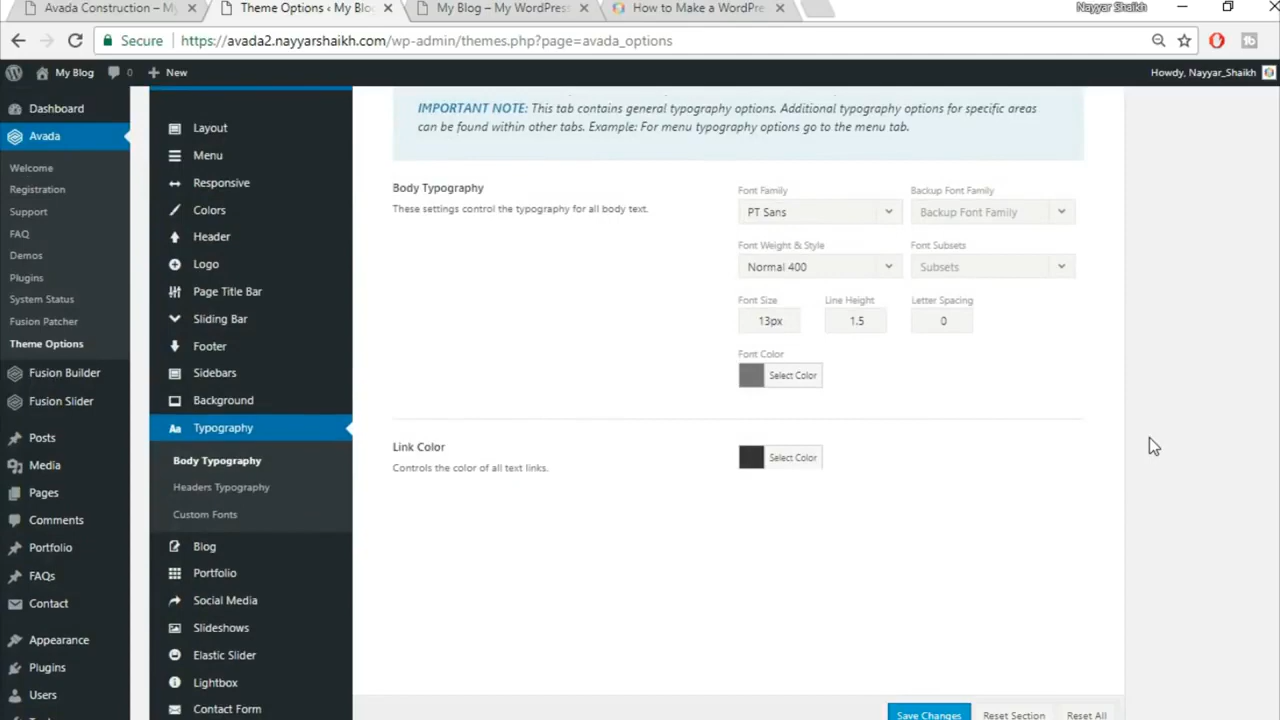 Avada Construction – My
Theme Options ‹ My Blog
My Blog – My WordPress
How to Make a WordPre
Nayyar Shaikh
Secure
https://avada2.nayyarshaikh.com/wp-admin/themes.php?page=avada_options
My Blog
0
New
Howdy, Nayyar_Shaikh
Dashboard
Avada
Welcome
Registration
Support
FAQ
Demos
Plugins
System Status
Fusion Patcher
Theme Options
Fusion Builder
Fusion Slider
Posts
Media
Pages
Comments
Portfolio
FAQs
Contact
Appearance
Plugins
Users
Layout
Menu
Responsive
Colors
Header
Logo
Page Title Bar
Sliding Bar
Footer
Sidebars
Background
Aa Typography
Body Typography
Headers Typography
Custom Fonts
Blog
Portfolio
Social Media
Slideshows
Elastic Slider
Lightbox
Contact Form
IMPORTANT NOTE: This tab contains general typography options. Additional typography options for specific areas
can be found within other tabs. Example: For menu typography options go to the menu tab.
Body Typography
These settings control the typography for all body text.
Font Family
Backup Font Family
PT Sans
Backup Font Family
Font Weight & Style
Font Subsets
Normal 400
Subsets
Font Size
Line Height
Letter Spacing
13px
1.5
0
Font Color
Select Color
Link Color
Controls the color of all text links.
Select Color
Save Changes
Reset Section
Reset All